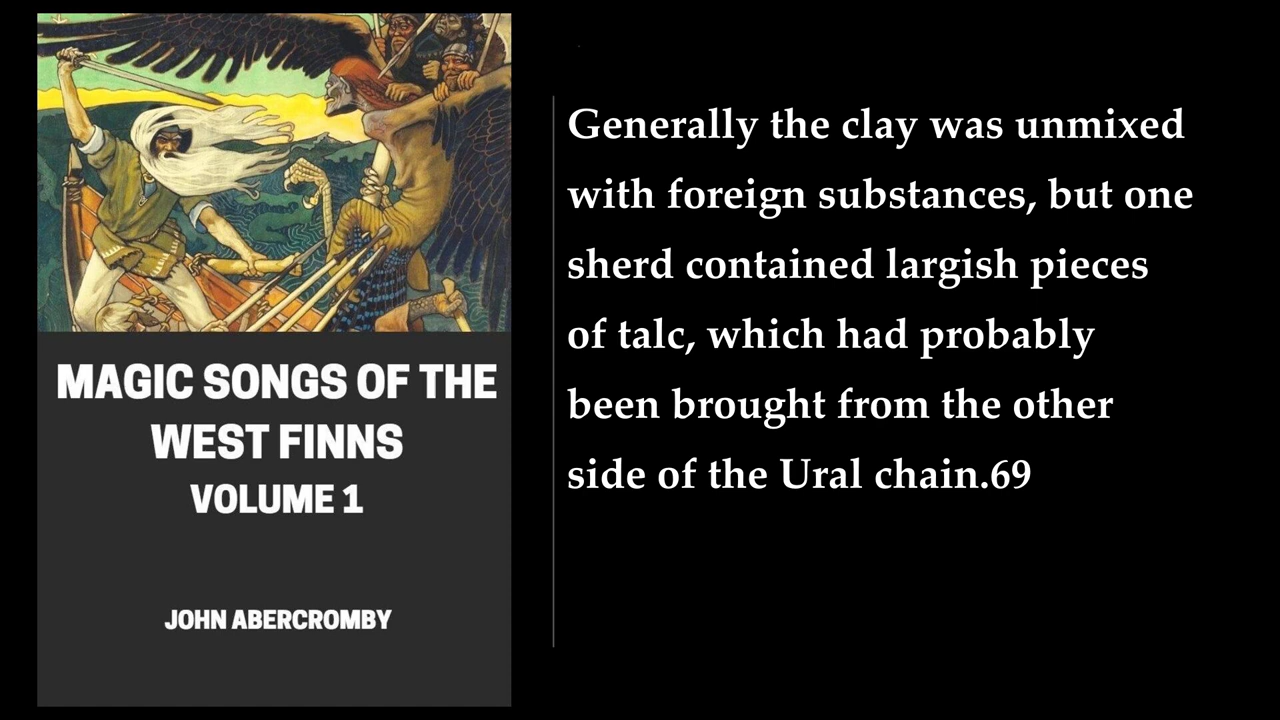 MAGIC SONGS OF THE
WEST FINNS
VOLUME 1
JOHN ABERCROMBY
Generally the clay was unmixed
with foreign substances, but one
sherd contained largish pieces
of talc, which had probably
been brought from the other
side of the Ural chain.69